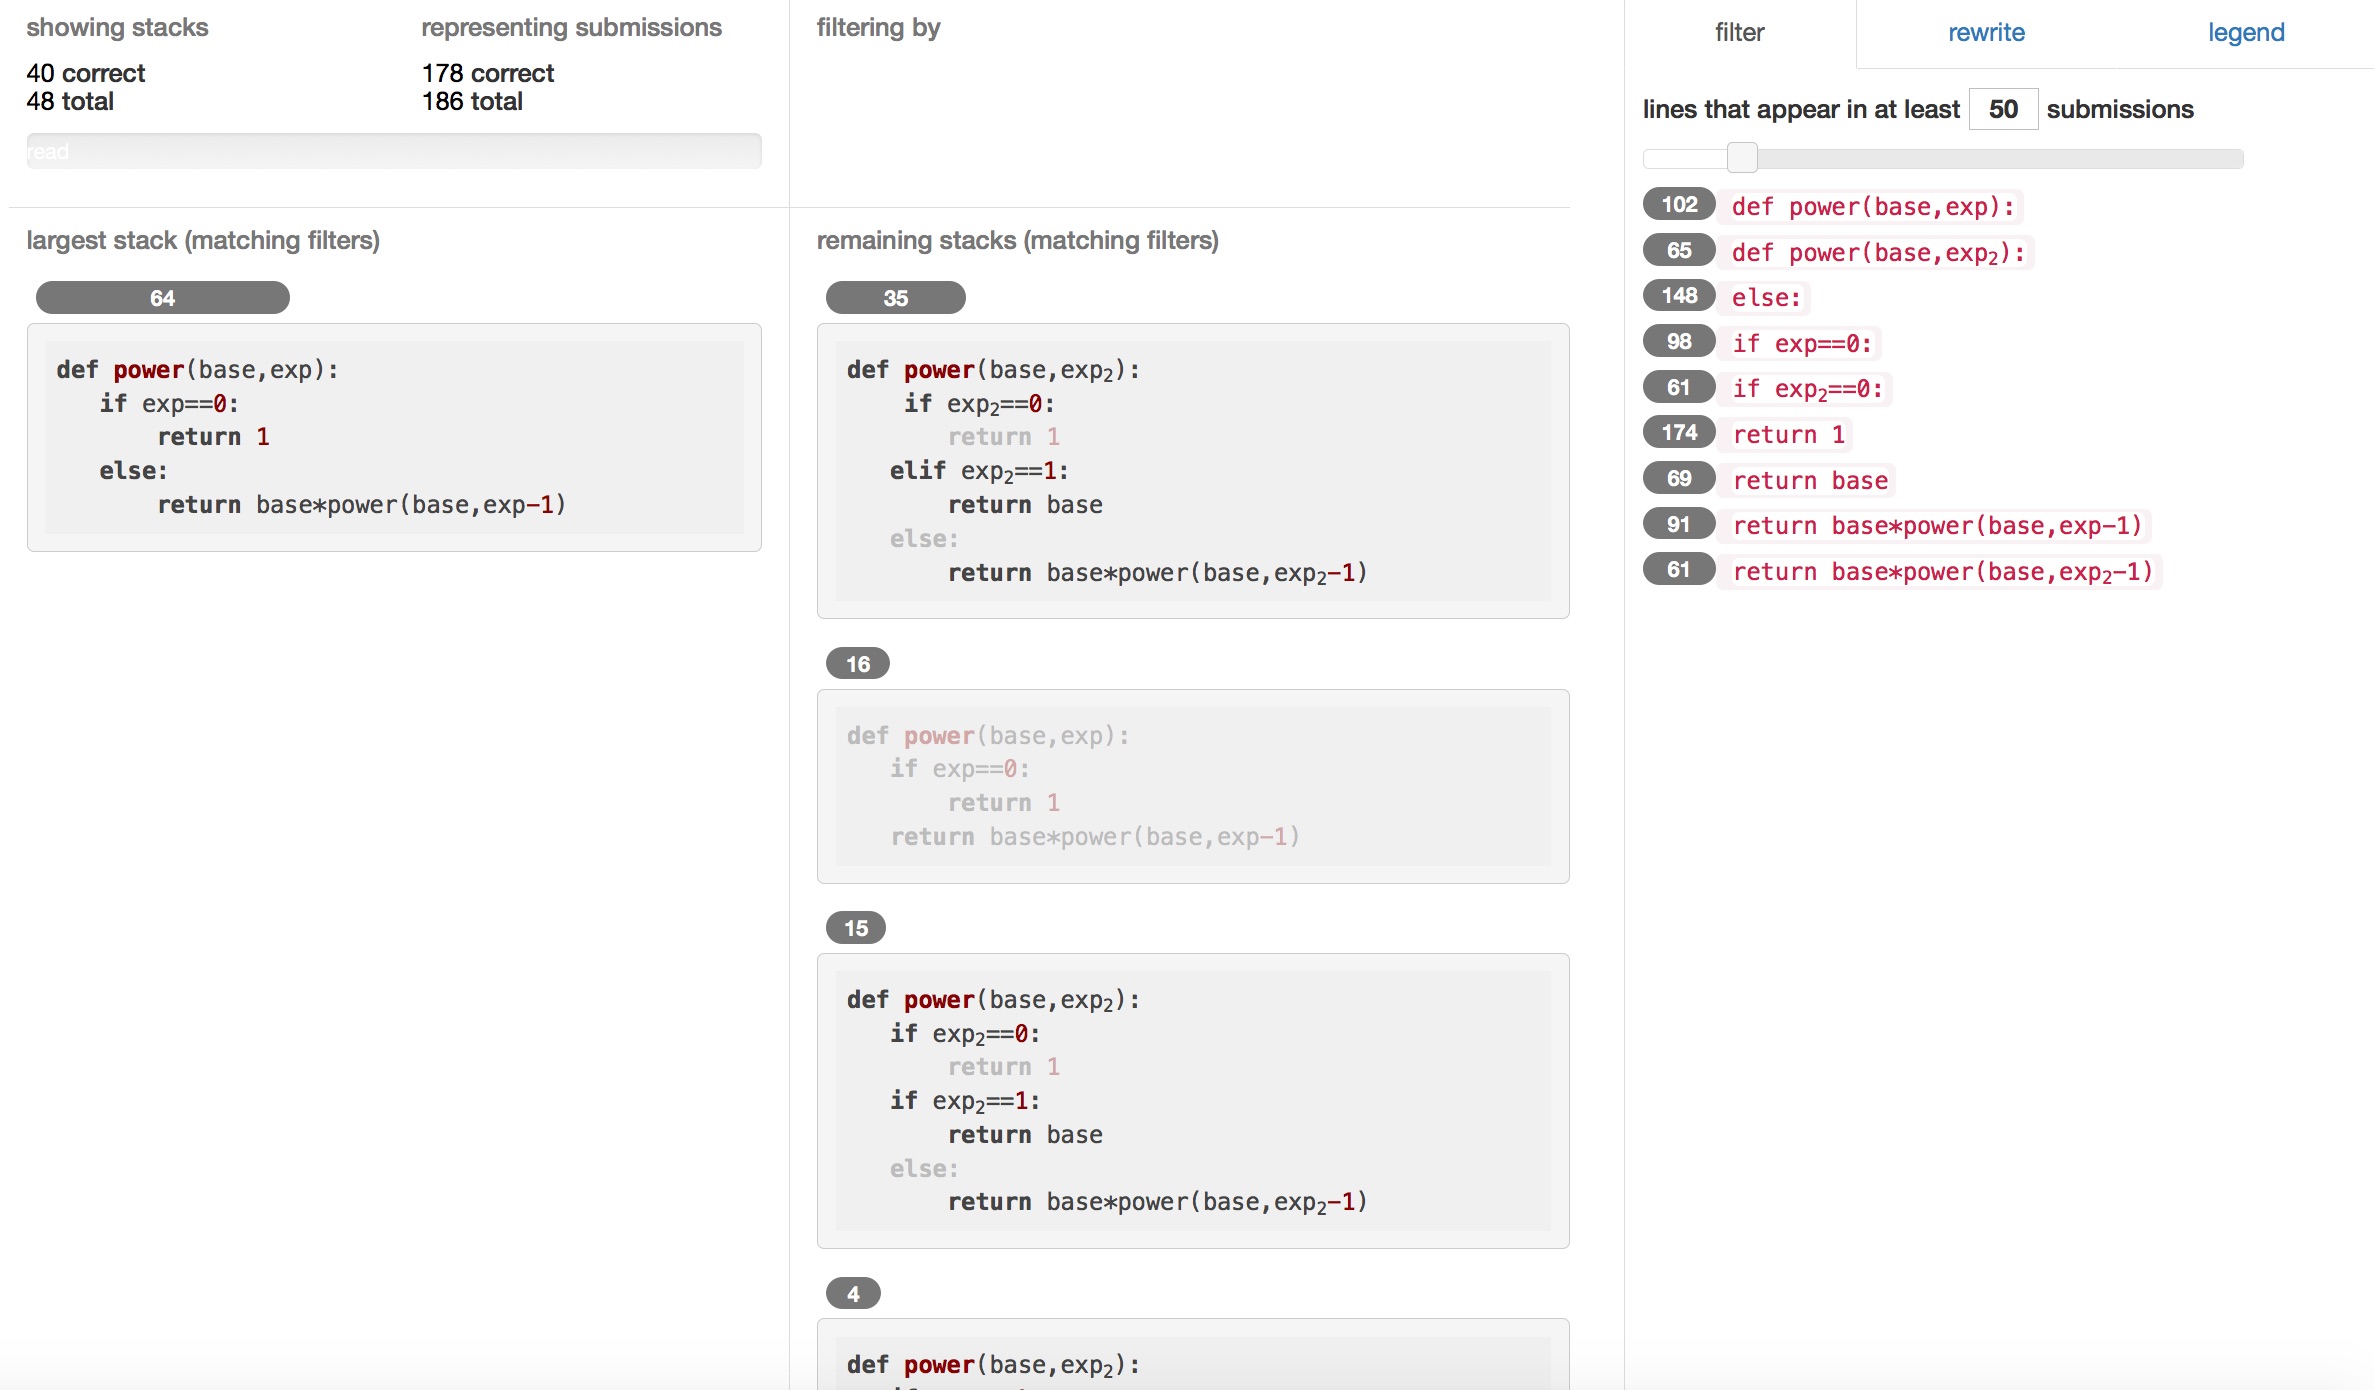 showing stacks
40 correct
48 total
representing submissions
178 correct
186 total
read
filtering by
largest stack (matching filters)
64
def power(base,exp):
if exp==0:
return 1
else:
return base*power(base,exp-1)
remaining stacks (matching filters)
35
def power(base,exp₂):
if exp₂==0:
return 1
elif exp₂==1:
return base
else:
return base*power(base,exp₂-1)
16
def power(base,exp):
if exp==0:
return 1
return base*power(base,exp-1)
15
def power(base,exp₂):
if exp₂==0:
return 1
if exp₂==1:
return base
else:
return base*power(base,exp₂-1)
4
def power(base,exp₂):
filter rewrite legend
lines that appear in at least 50 submissions
102 def power(base,exp):
65 def power(base,exp₂):
148 else:
98 if exp==0:
61 if exp₂==0:
174 return 1
69 return base
91 return base*power(base,exp-1)
61 return base*power(base,exp₂-1)